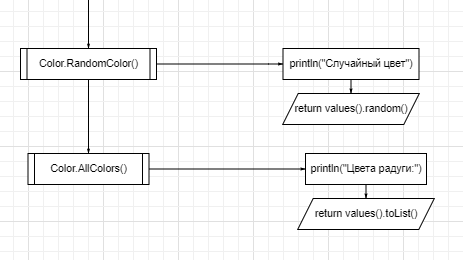 Color.RandomColor()
println("Случайный цвет")
return values().random()
Color.AllColors()
println("Цвета радуги:")
return values().toList()